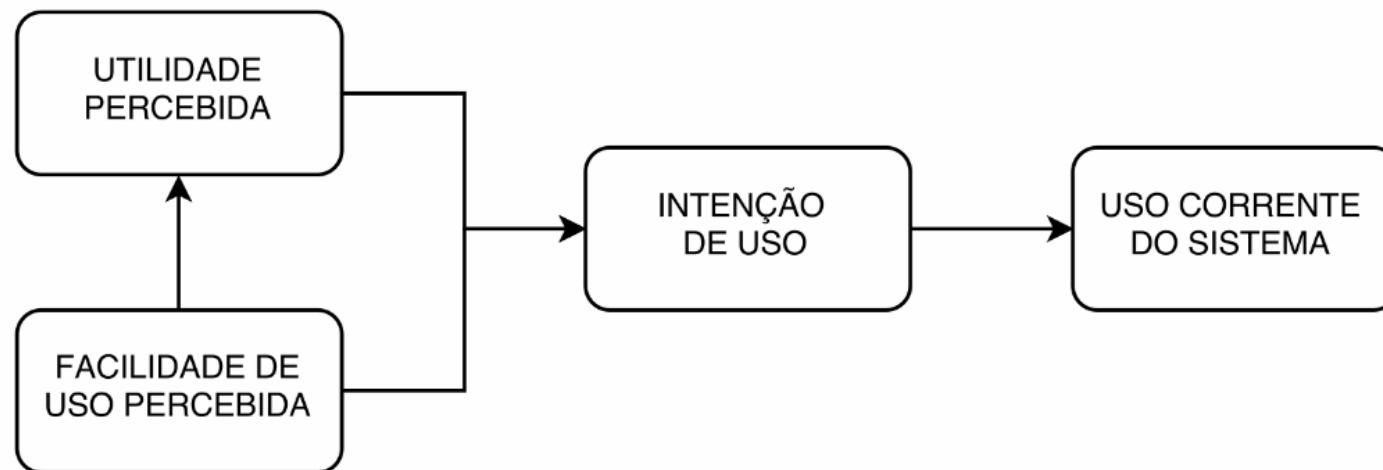 UTILIDADE
PERCEBIDA
FACILIDADE DE
USO PERCEBIDA
INTENÇÃO
DE USO
USO CORRENTE
DO SISTEMA